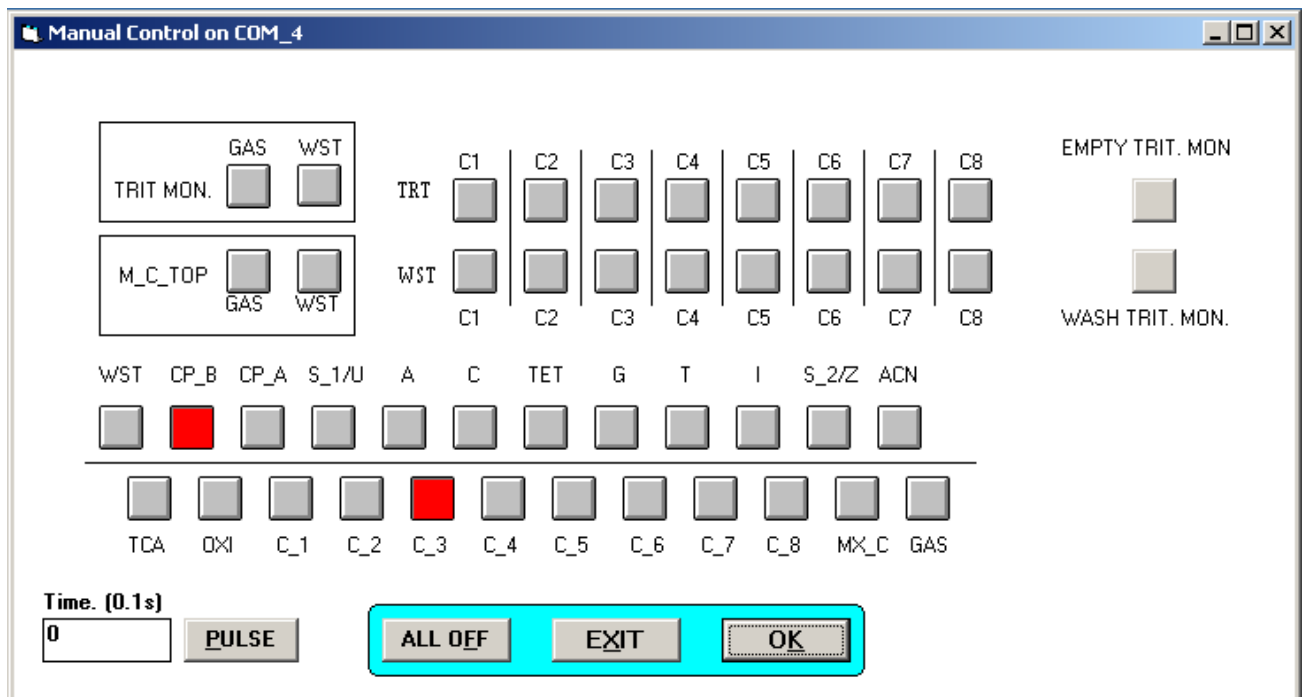 Manual Control on COM_4
GAS WST
TRIT MON.
M_C_TOP
GAS WST
C1 C2 C3 C4 C5 C6 C7 C8
TRT
WST
C1 C2 C3 C4 C5 C6 C7 C8
EMPTY TRIT. MON
WASH TRIT. MON.
WST CP_B CP_A S_1/U A C TET G T I S_2/Z ACN
TCA OXI C_1 C_2 C_3 C_4 C_5 C_6 C_7 C_8 MX_C GAS
Time. (0.1s)
0 PULSE ALL OFF EXIT OK